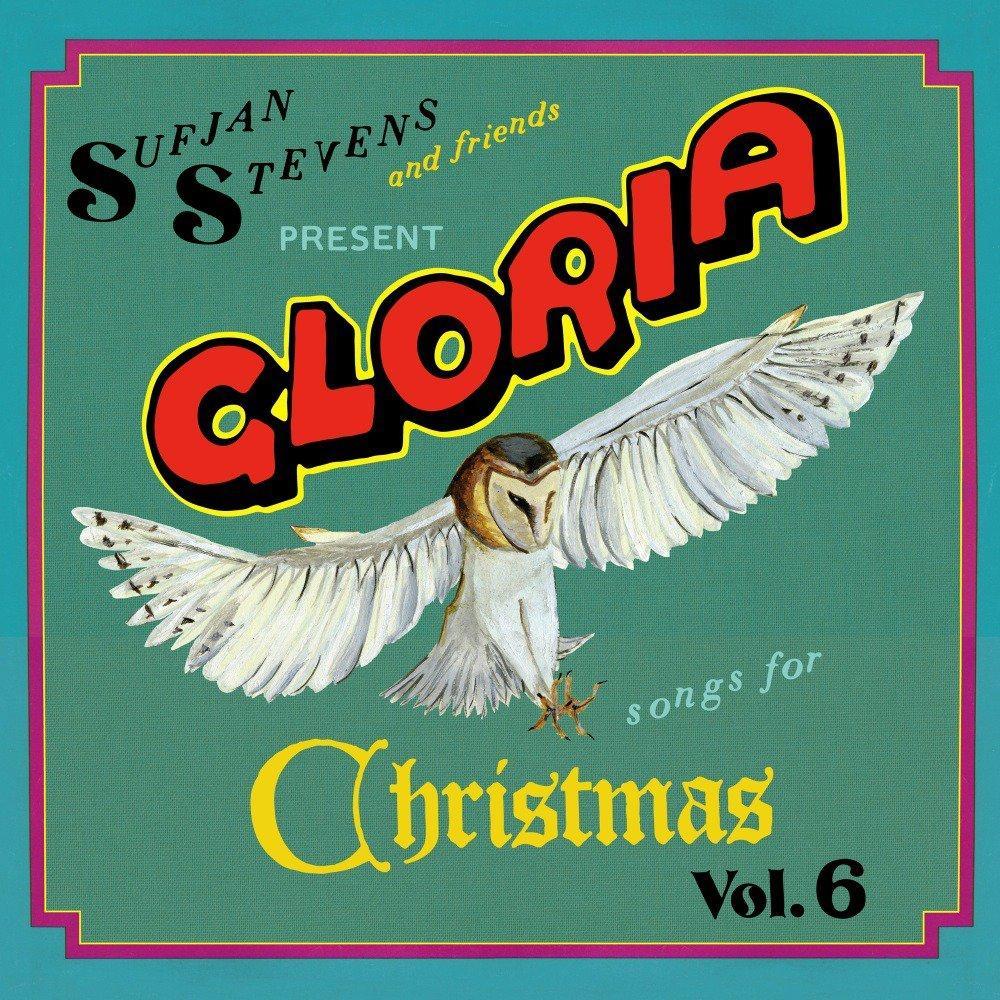 SUFJAN
STEVENS
and friends
PRESENT
GLORIA
songs for
Christmas
Vol. 6